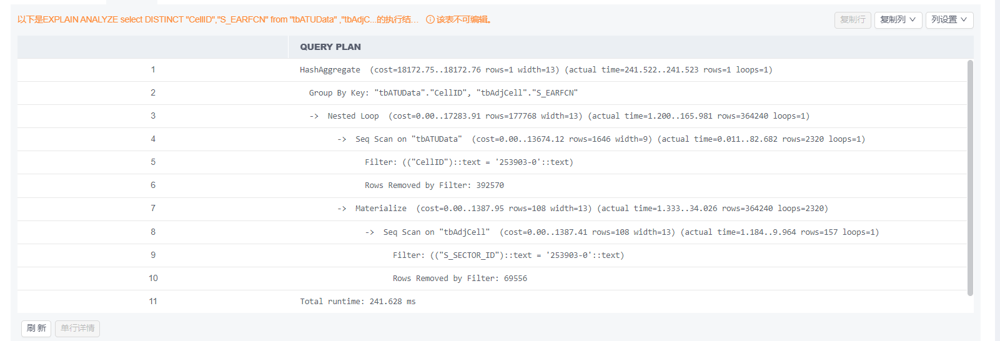 以下是EXPLAIN ANALYZE select DISTINCT "CellID","S_EARFCN" from "tbATUData" ,"tbAdjC...的执行结... 该表不可编辑。 复制行 复制列 列设置
QUERY PLAN
1 HashAggregate (cost=18172.75..18172.76 rows=1 width=13) (actual time=241.522..241.523 rows=1 loops=1)
2 Group By Key: "tbATUData"."CellID", "tbAdjCell"."S_EARFCN"
3 -> Nested Loop (cost=0.00..17283.91 rows=177768 width=13) (actual time=1.200..165.981 rows=364240 loops=1)
4 -> Seq Scan on "tbATUData" (cost=0.00..13674.12 rows=1646 width=9) (actual time=0.011..82.682 rows=2320 loops=1)
5 Filter: (("CellID")::text = '253903-0'::text)
6 Rows Removed by Filter: 392570
7 -> Materialize (cost=0.00..1387.95 rows=108 width=13) (actual time=1.333..34.026 rows=364240 loops=2320)
8 -> Seq Scan on "tbAdjCell" (cost=0.00..1387.41 rows=108 width=13) (actual time=1.184..9.964 rows=157 loops=1)
9 Filter: (("S_SECTOR_ID")::text = '253903-0'::text)
10 Rows Removed by Filter: 69556
11 Total runtime: 241.628 ms
刷 新 单行详情